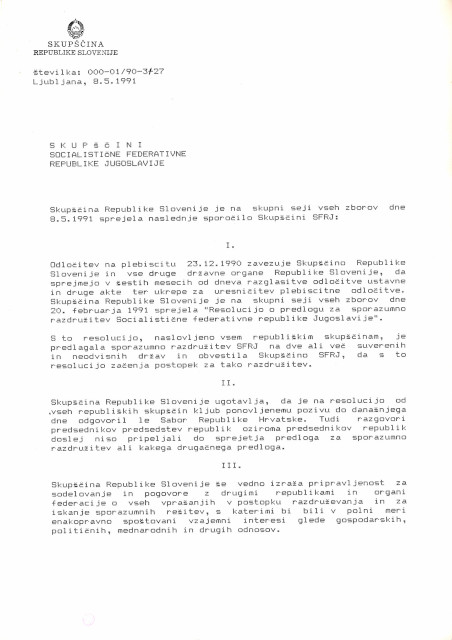 SKUPŠČINA
REPUBLIKE SLOVENIJE
številka: 000-01/90-3/27
Ljubljana, 8.5.1991
S K U P Š Č I N I
SOCIALISTIČNE FEDERATIVNE
REPUBLIKE JUGOSLAVIJE
Skupščina Republike Slovenije je na skupni seji vseh zborov dne
8.5.1991 sprejela naslednje sporočilo Skupščini SFRJ:
I.
Odločitev na plebiscitu 23.12.1990 zavezuje Skupščino Republike
Slovenije in vse druge državne organe Republike Slovenije, da
sprejmejo v šestih mesecih od dneva razglasitve odločitve ustavne
in druge akte ter ukrepe za uresničitev plebiscitne odločitve.
Skupščina Republike Slovenije je na skupni seji vseh zborov dne
20. februarja 1991 sprejela "Resolucijo o predlogu za sporazumno
razdružitev Socialistične federativne republike Jugoslavije".
S to resolucijo, naslovljeno vsem republiškim skupščinam, je
predlagala sporazumno razdružitev SFRJ na dve ali več suverenih
in neodvisnih držav in obvestila Skupščino SFRJ, da s to
resolucijo začenja postopek za tako razdružitev.
II.
Skupščina Republike Slovenije ugotavlja, da je na resolucijo od
vseh republiških skupščin kljub ponovljenemu pozivu do današnjega
dne odgovoril le Sabor Republike Hrvatske. Tudi razgovori
predsednikov predsedstev republik oziroma predsednikov republik
doslej niso pripeljali do sprejetja predloga za sporazumno
razdružitev ali kakega drugačnega predloga.
III.
Skupščina Republike Slovenije še vedno izraža pripravljenost za
sodelovanje in pogovore z drugimi republikami in organi
federacije o vseh vprašanjih v postopku razdruževanja in za
iskanje sporazumnih rešitev, s katerimi bi bili v polni meri
enakopravno spoštovani vzajemni interesi glede gospodarskih,
političnih, mednarodnih in drugih odnosov.